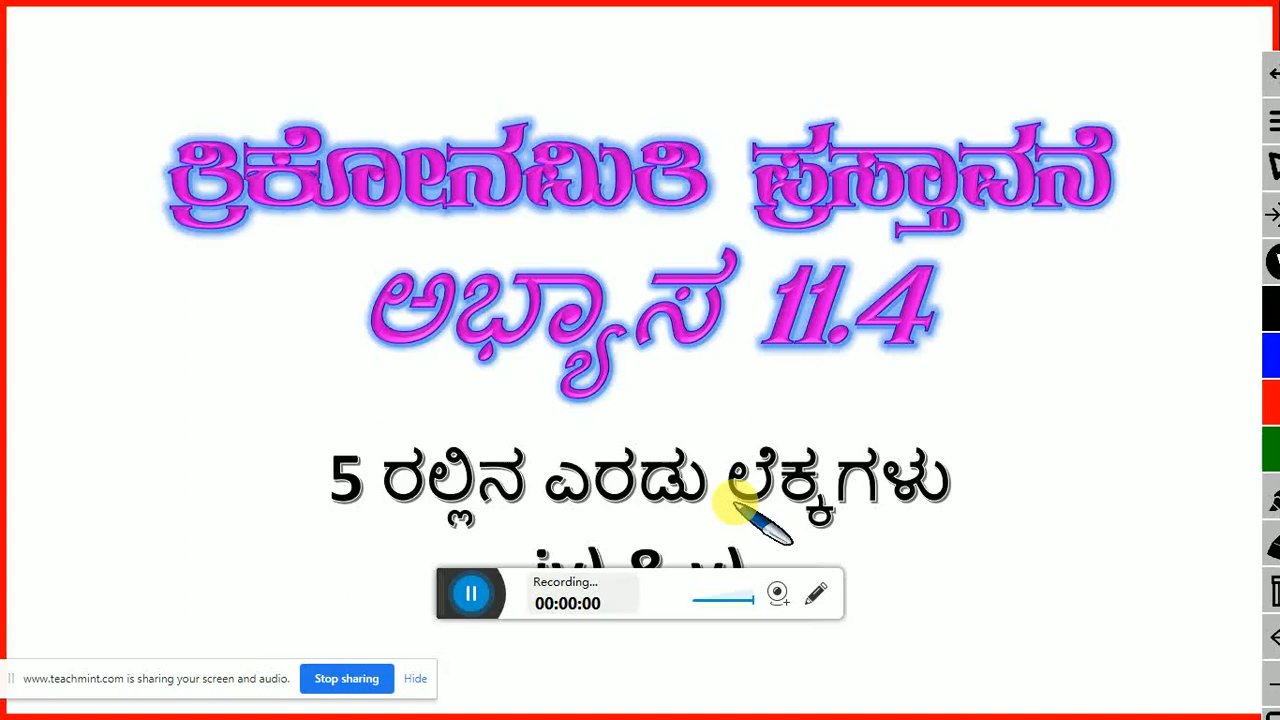 ತ್ರಿಕೋನಮಿತಿ ಪ್ರಸ್ತಾವನೆ
ಅಭ್ಯಾಸ 11.4
5 ರಲ್ಲಿನ ಎರಡು ಲೆಕ್ಕಗಳು
Recording...
00:00:00
www.teachmint.com is sharing your screen and audio. Stop sharing Hide